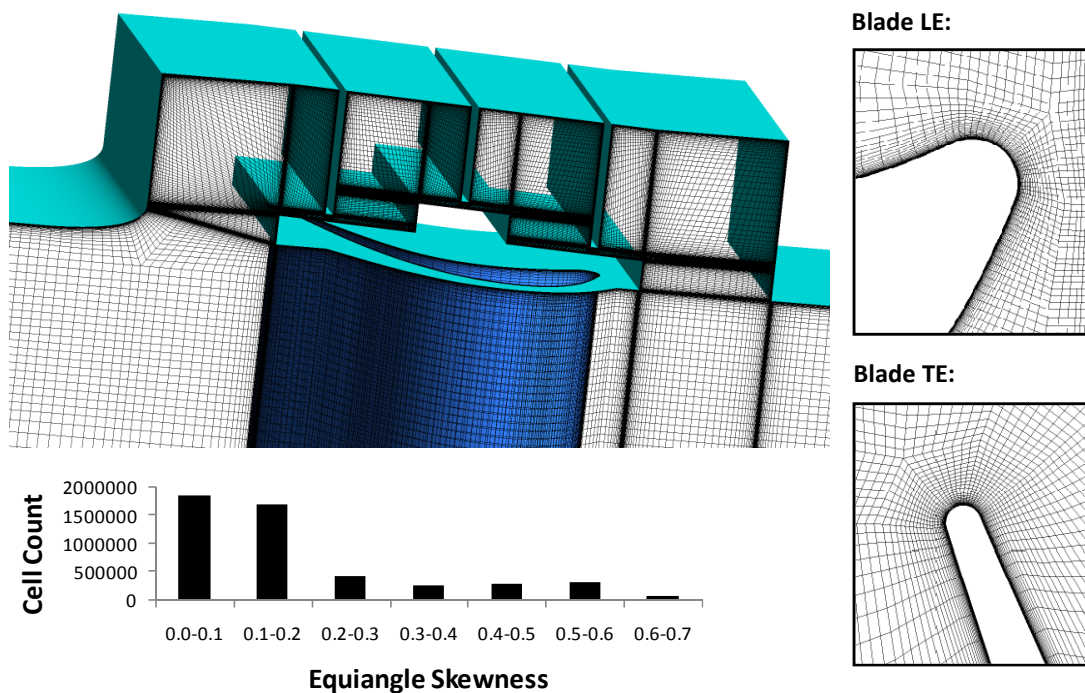 Blade LE:
Blade TE:
Cell Count
2000000
1500000
1000000
500000
0
0.0-0.1 0.1-0.2 0.2-0.3 0.3-0.4 0.4-0.5 0.5-0.6 0.6-0.7
Equiangle Skewness